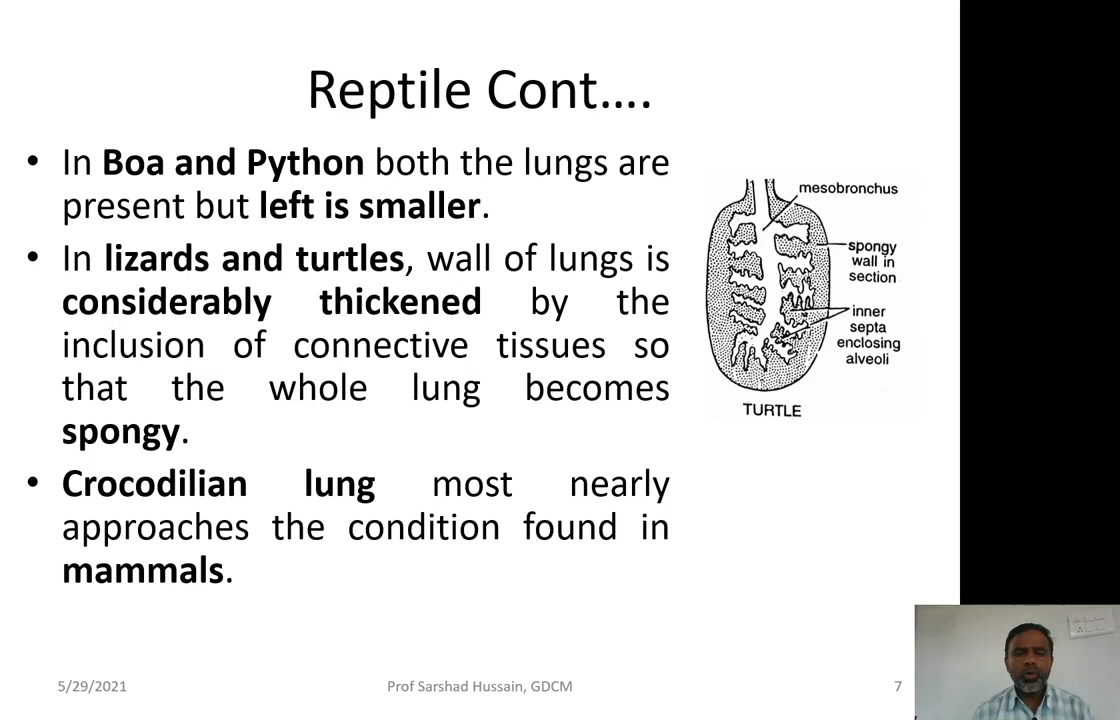 Reptile Cont….
• In Boa and Python both the lungs are
present but left is smaller.
• In lizards and turtles, wall of lungs is
considerably thickened by the
inclusion of connective tissues so
that the whole lung becomes
spongy.
• Crocodilian lung most nearly
approaches the condition found in
mammals.
mesobronchus
spongy
wall in
section
inner
septa
enclosing
alveoli
TURTLE
5/29/2021
Prof Sarshad Hussain, GDCM
7